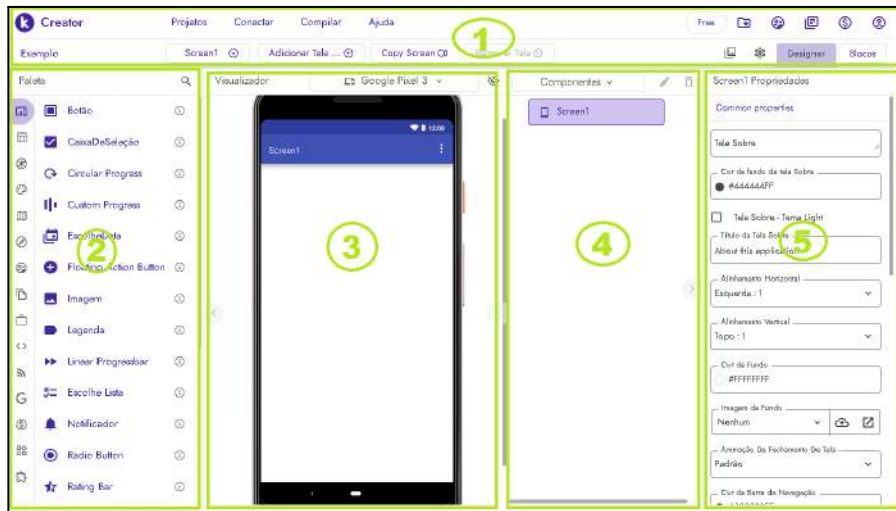 Creator
Projetos Conectar Compilar Ajuda
Free
Exemplo
Screen1
Adicionar Tela ...
Copy Screen
Tela
Designer
Blocos
1
Paleta
Botão
CaixaDeSeleção
Circular Progress
Custom Progress
EscolheData
Floating Action Button
Imagem
Legenda
Linear Progressbar
Escolhe Lista
Notificador
Radio Button
Rating Bar
2
Visualizador
Google Pixel 3
12:00
Screen1
3
Componentes
Screen1
4
Screen1 Propriedades
Common properties
Tela Sobre
Cor de fundo da tela Sobre
#444444FF
Tela Sobre - Tema Light
Título da Tela Sobre
About this application
5
Alinhamento Horizontal
Esquerda : 1
Alinhamento Vertical
Topo : 1
Cor de Fundo
#FFFFFFFF
Imagem de Fundo
Nenhum
Animação De Fechamento De Tela
Padrão
Cor da Barra de Navegação